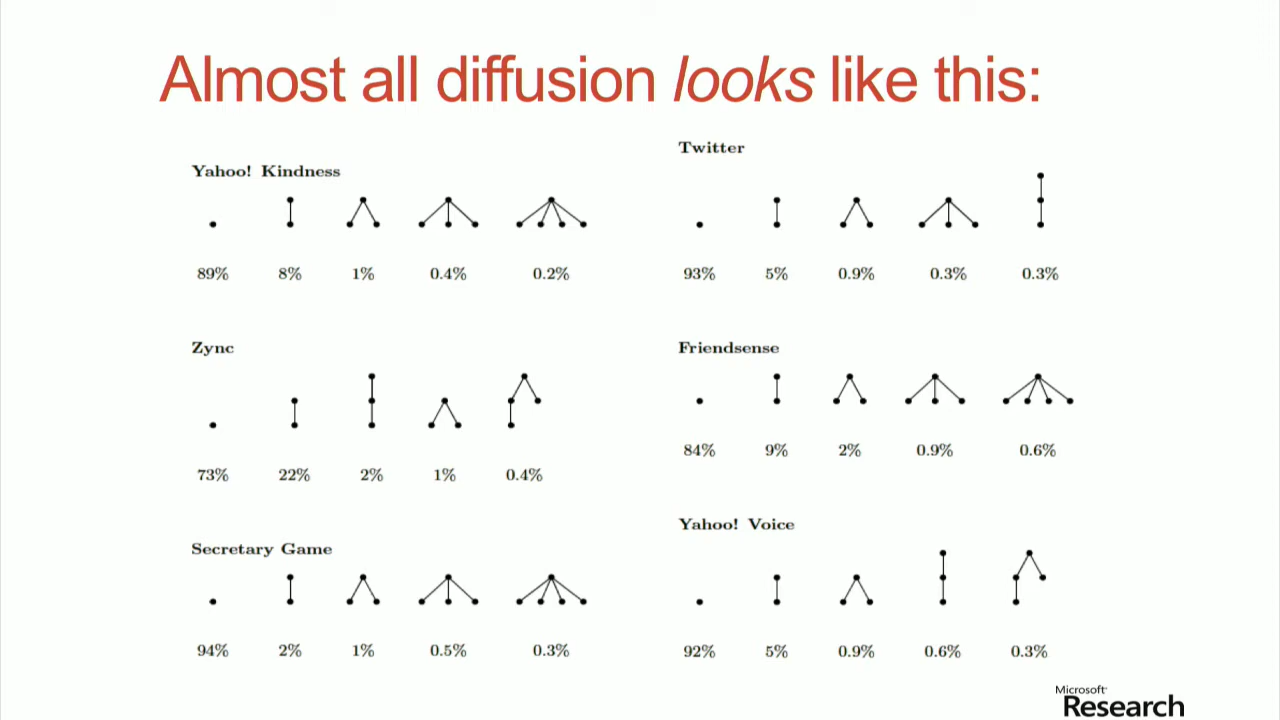 Almost all diffusion looks like this:
Yahoo! Kindness
89% 8% 1% 0.4% 0.2%
Twitter
93% 5% 0.9% 0.3% 0.3%
Zync
73% 22% 2% 1% 0.4%
Friendsense
84% 9% 2% 0.9% 0.6%
Secretary Game
94% 2% 1% 0.5% 0.3%
Yahoo! Voice
92% 5% 0.9% 0.6% 0.3%
Microsoft
Research